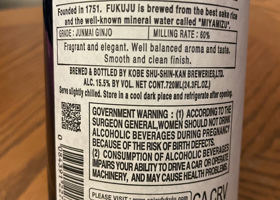 Founded in 1751. FUKUJU is brewed from the best sake rice
and the well-known mineral water called "MIYAMIZU".
GRADE : JUNMAI GINJO
MILLING RATE : 60%
Fragrant and elegant. Well balanced aroma and taste.
Smooth and clean finish.
BREWED & BOTTLED BY KOBE SHU-SHIN-KAN BREWERIES,LTD.
ALC. 15.5% BY VOL. NET CONT.720ML(24.3FL.OZ.)
Store in a cool dark place and refrigerate after opening.
GOVERNMENT WARNING : (1) ACCORDING TO THE
SURGEON GENERAL,WOMEN SHOULD NOT DRINK
ALCOHOLIC BEVERAGES DURING PREGNANCY
BECAUSE OF THE RISK OF BIRTH DEFECTS.
(2) CONSUMPTION OF ALCOHOLIC BEVERAGES
IMPAIRS YOUR ABILITY TO DRIVE A CAR OR OPERATE
MACHINERY, AND MAY CAUSE HEALTH PROBLEMS.
CA CRV